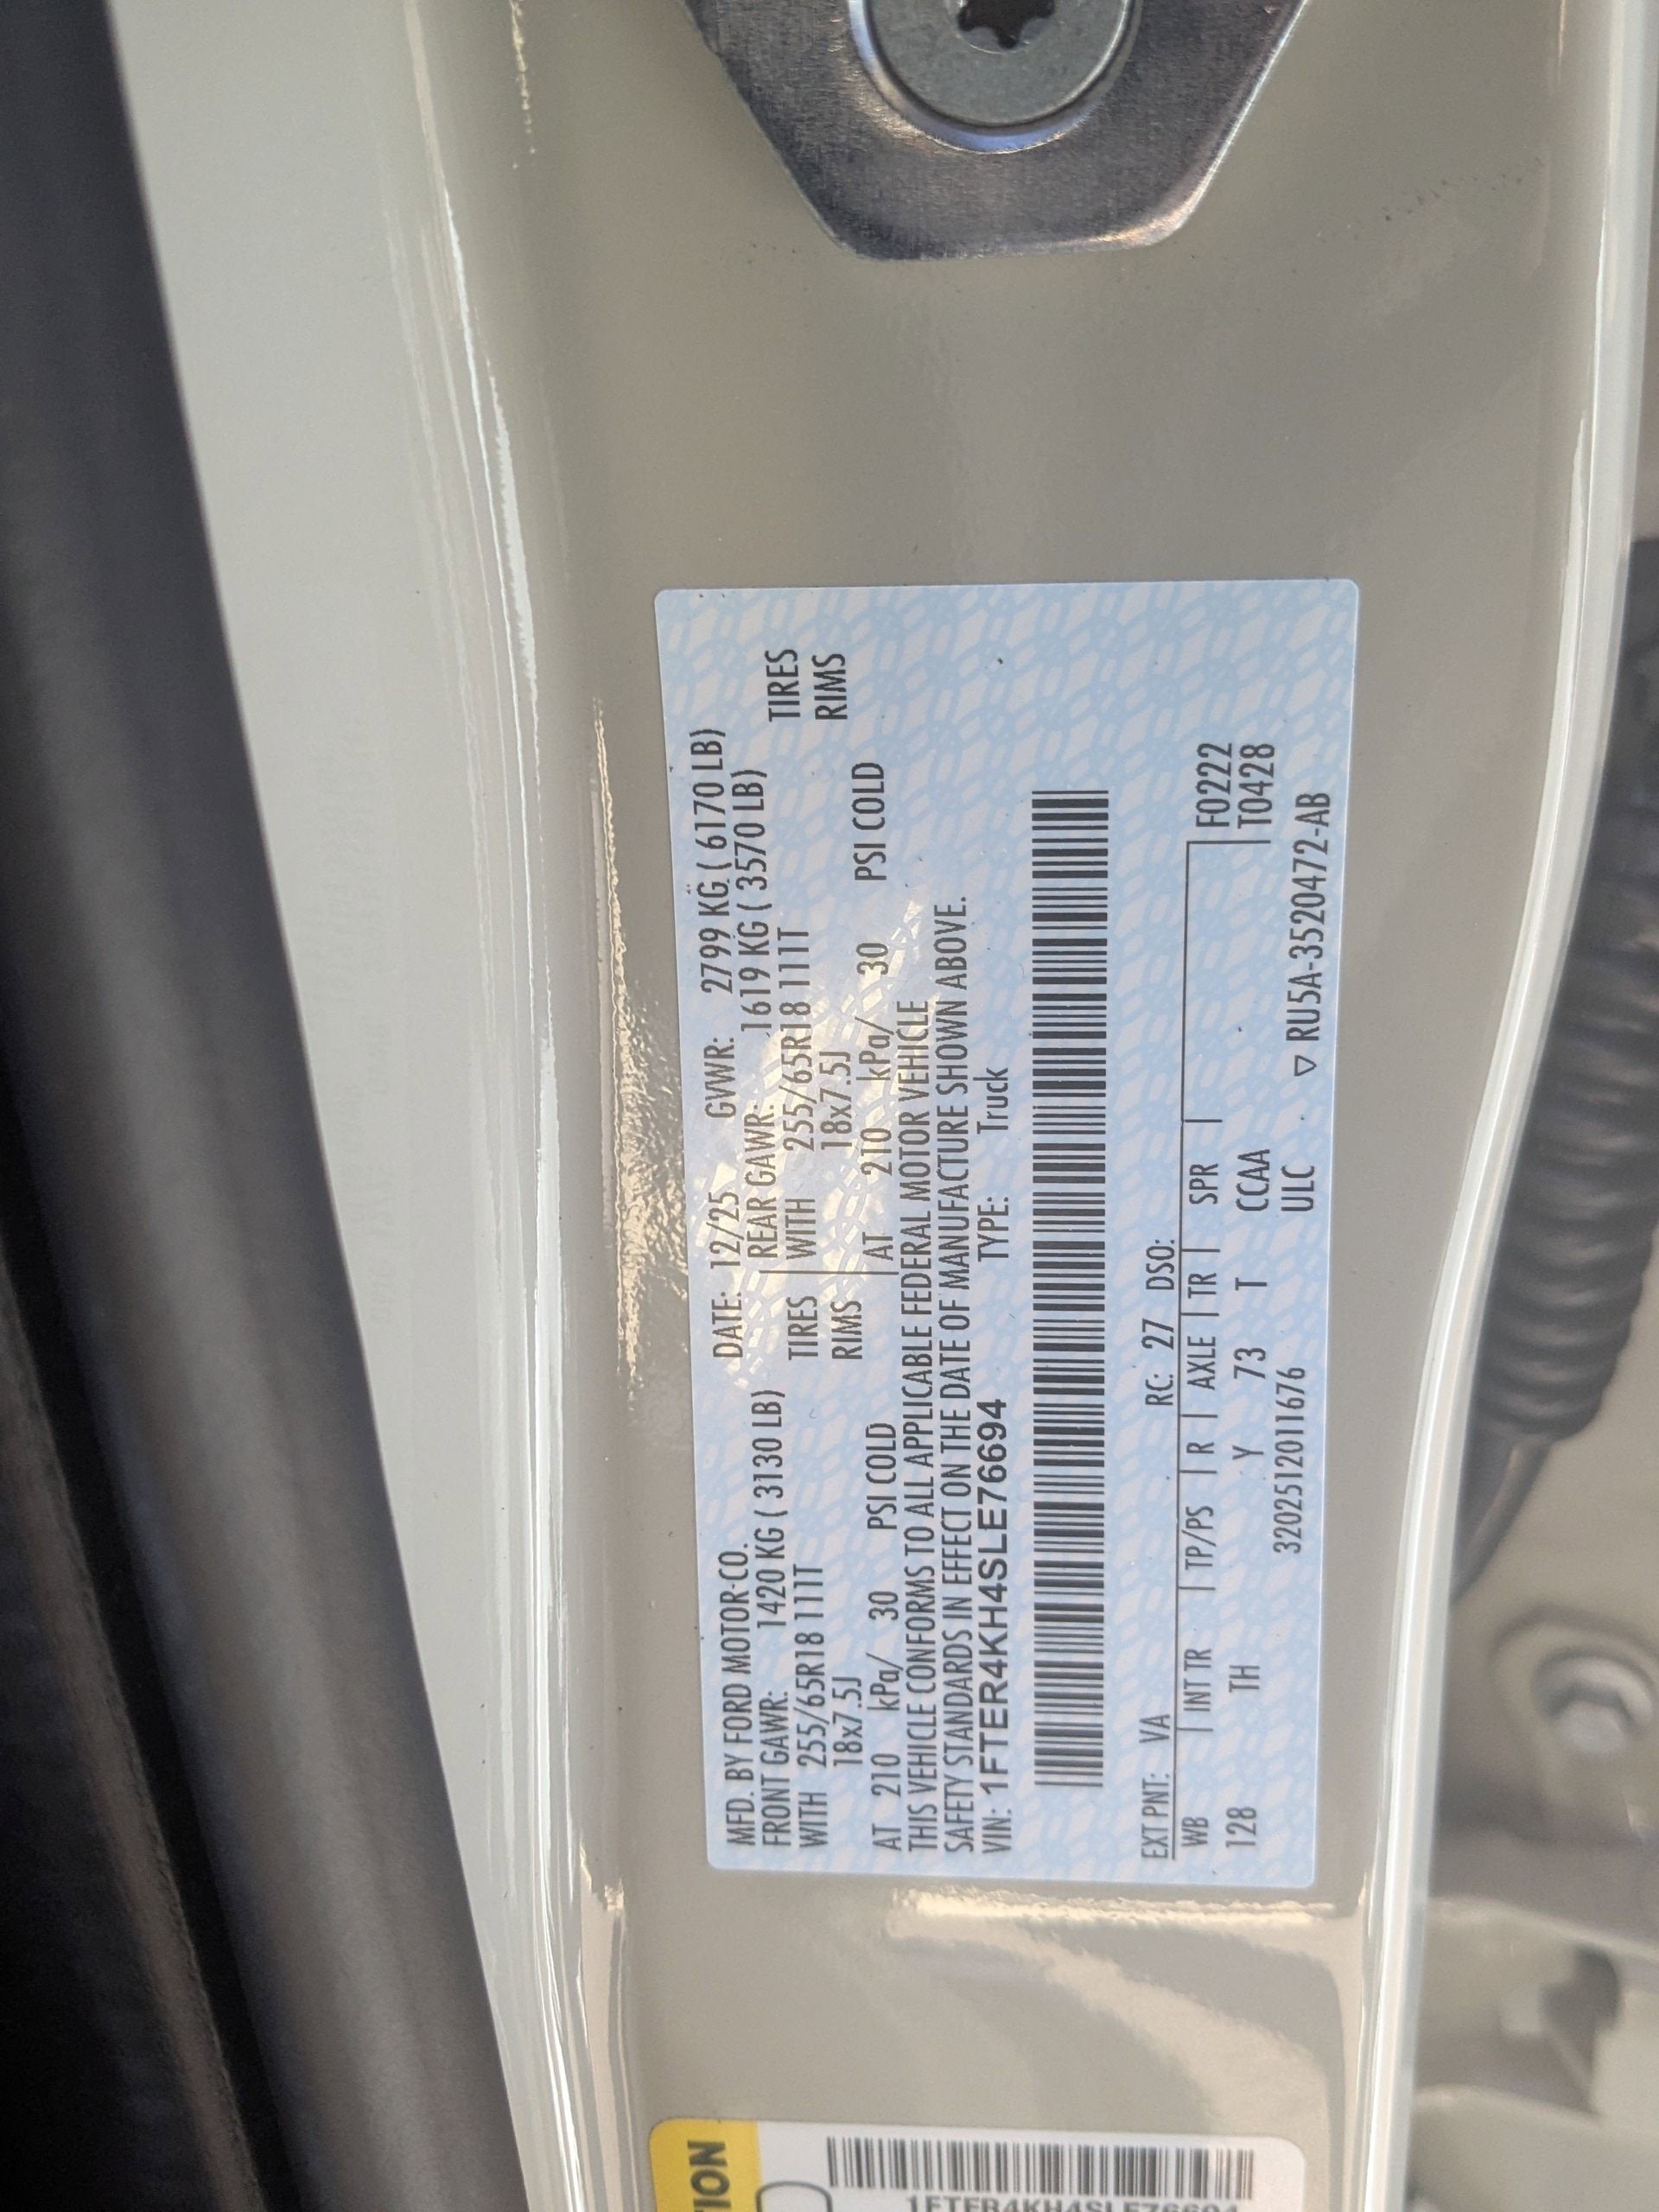 MFD. BY FORD MOTOR CO. DATE: 12/25 GVWR: 2799 KG ( 6170 LB)
FRONT GAWR: 1420 KG ( 3130 LB) REAR GAWR: 1619 KG ( 3570 LB)
WITH 255/65R18 111T TIRES WITH 255/65R18 111T TIRES
18x7.5J RIMS 18x7.5J RIMS
AT 210 kPa/ 30 PSI COLD AT 210 kPa/ 30 PSI COLD
THIS VEHICLE CONFORMS TO ALL APPLICABLE FEDERAL MOTOR VEHICLE
SAFETY STANDARDS IN EFFECT ON THE DATE OF MANUFACTURE SHOWN ABOVE.
VIN: 1FTER4KH4SLE76694 TYPE: Truck
EXT PNT: VA RC: 27 DSO:
WB INT TR TP/PS R AXLE TR SPR F0222
128 TH Y 73 T CCAA T0428
3202512011676 ULC ▽ RU5A-3520472-AB
TION
1FTER4KH4SLE76694